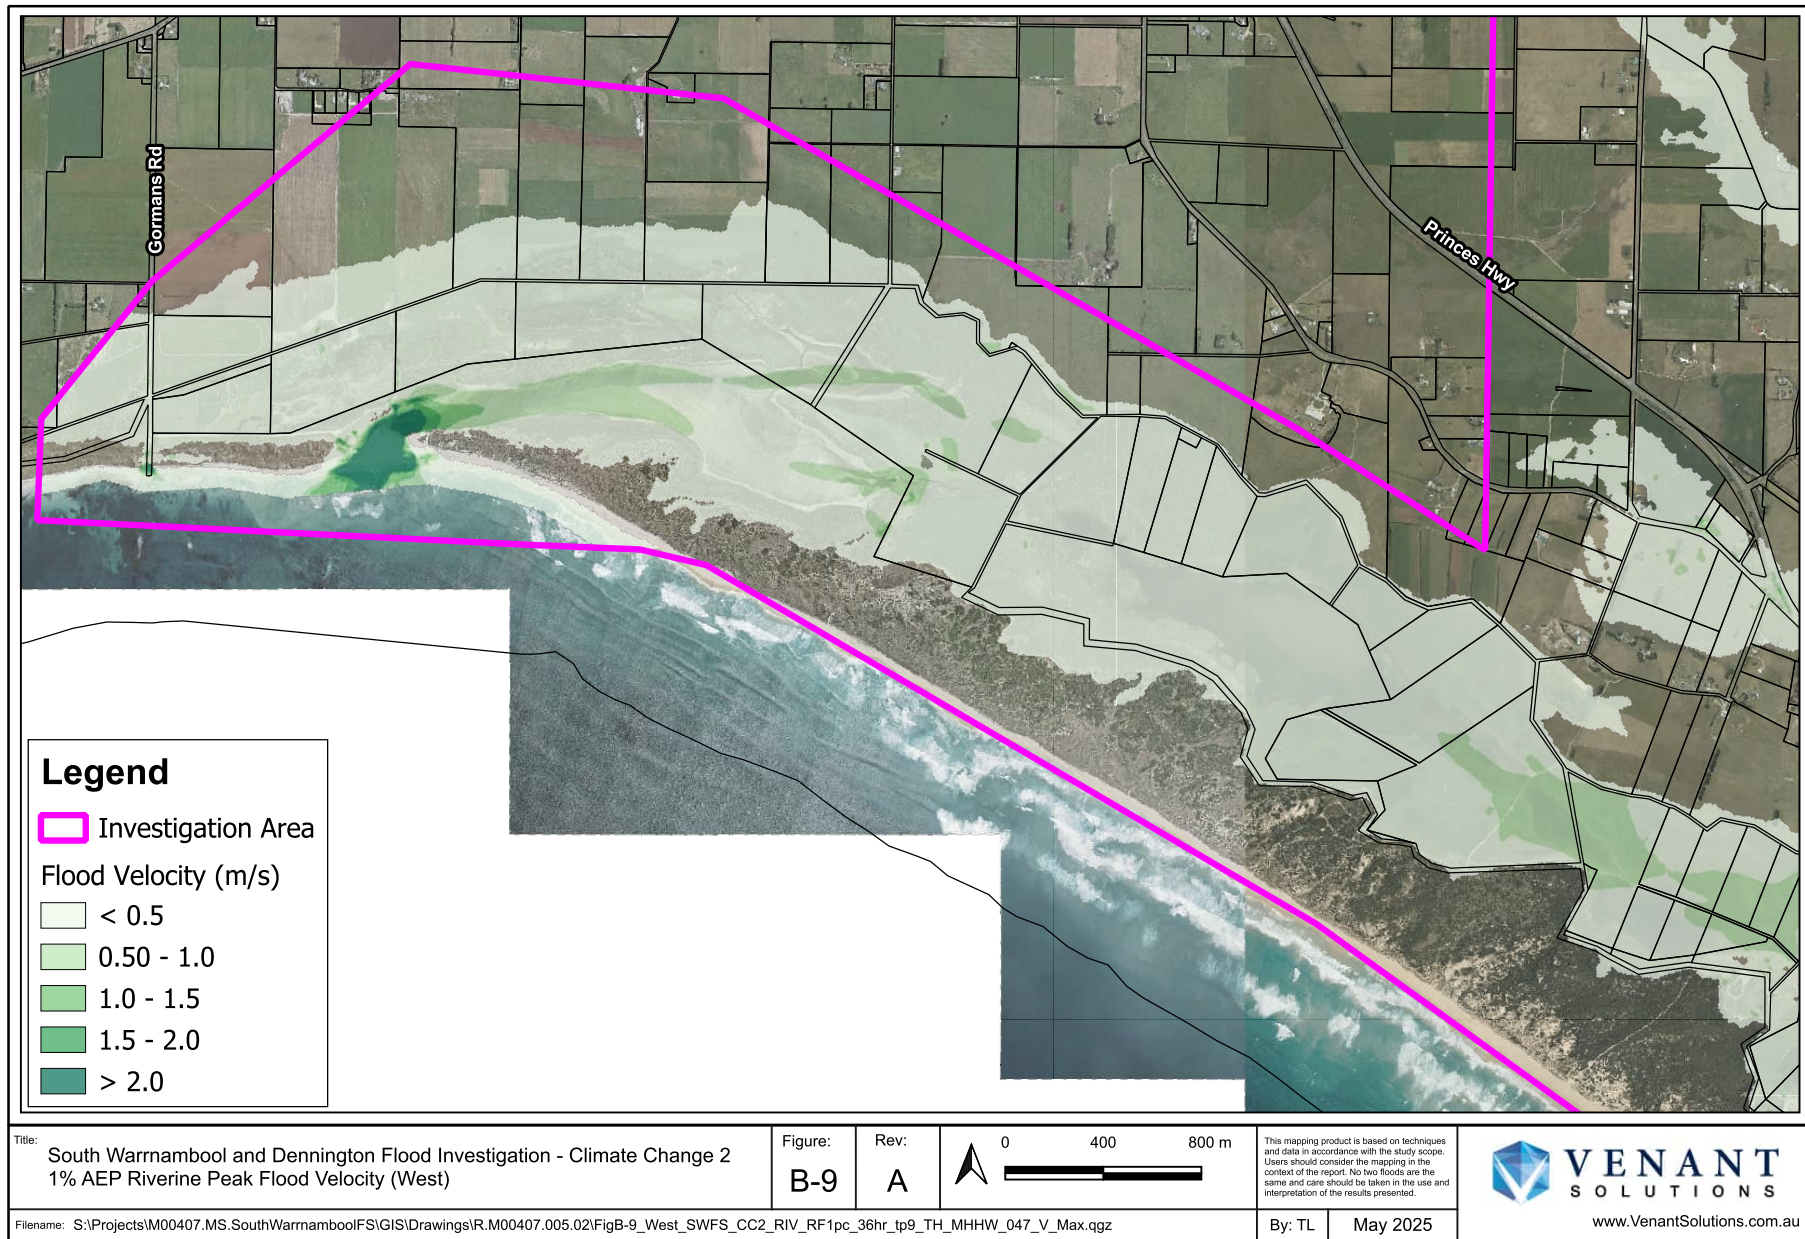 Gormans Rd
Princes Hwy
Legend
Investigation Area
Flood Velocity (m/s)
< 0.5
0.50 - 1.0
1.0 - 1.5
1.5 - 2.0
> 2.0
Title:
South Warrnambool and Dennington Flood Investigation - Climate Change 2
1% AEP Riverine Peak Flood Velocity (West)
Figure:
B-9
Rev:
A
0 400 800 m
This mapping product is based on techniques
and data in accordance with the study scope.
Users should consider the mapping in the
context of the report. No two floods are the
same and care should be taken in the use and
interpretation of the results presented.
VENANT
SOLUTIONS
www.VenantSolutions.com.au
Filename: S:\Projects\M00407.MS.SouthWarrnamboolFS\GIS\Drawings\R.M00407.005.02\FigB-9_West_SWFS_CC2_RIV_RF1pc_36hr_tp9_TH_MHHW_047_V_Max.qgz
By: TL
May 2025